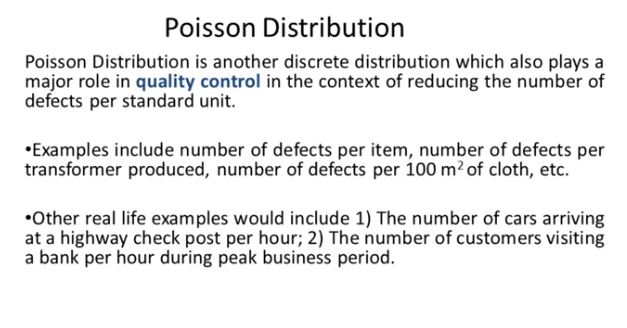 Poisson Distribution
Poisson Distribution is another discrete distribution which also plays a
major role in quality control in the context of reducing the number of
defects per standard unit.
•Examples include number of defects per item, number of defects per
transformer produced, number of defects per 100 m² of cloth, etc.
•Other real life examples would include 1) The number of cars arriving
at a highway check post per hour; 2) The number of customers visiting
a bank per hour during peak business period.